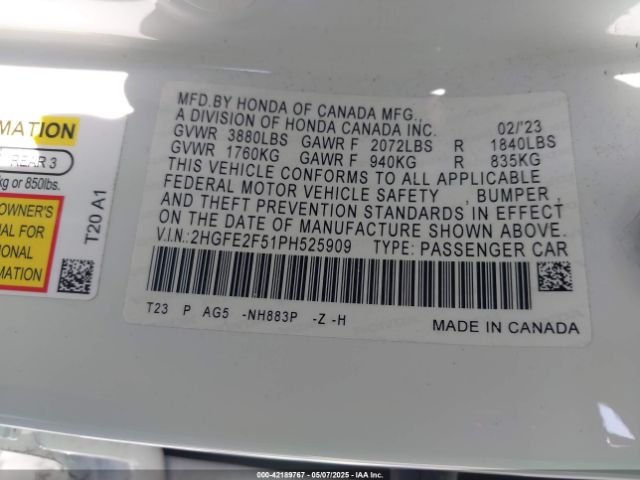 MFD.BY HONDA OF CANADA MFG.,
A DIVISION OF HONDA CANADA INC. 02/'23
GVWR 3880LBS GAWR F 2072LBS R 1840LBS
GVWR 1760KG GAWR F 940KG R 835KG
THIS VEHICLE CONFORMS TO ALL APPLICABLE
FEDERAL MOTOR VEHICLE SAFETY , BUMPER ,
AND THEFT PREVENTION STANDARDS IN EFFECT
ON THE DATE OF MANUFACTURE SHOWN ABOVE.
V.I.N.:2HGFE2F51PH525909 TYPE:PASSENGER CAR
T23 P AG5 -NH883P -Z -H
MADE IN CANADA
MATION
REAR 3
kg or 850lbs.
OWNER'S
AL FOR
IONAL
MATION
T20 A1
000-42189767 - 05/07/2025 - IAA Inc.